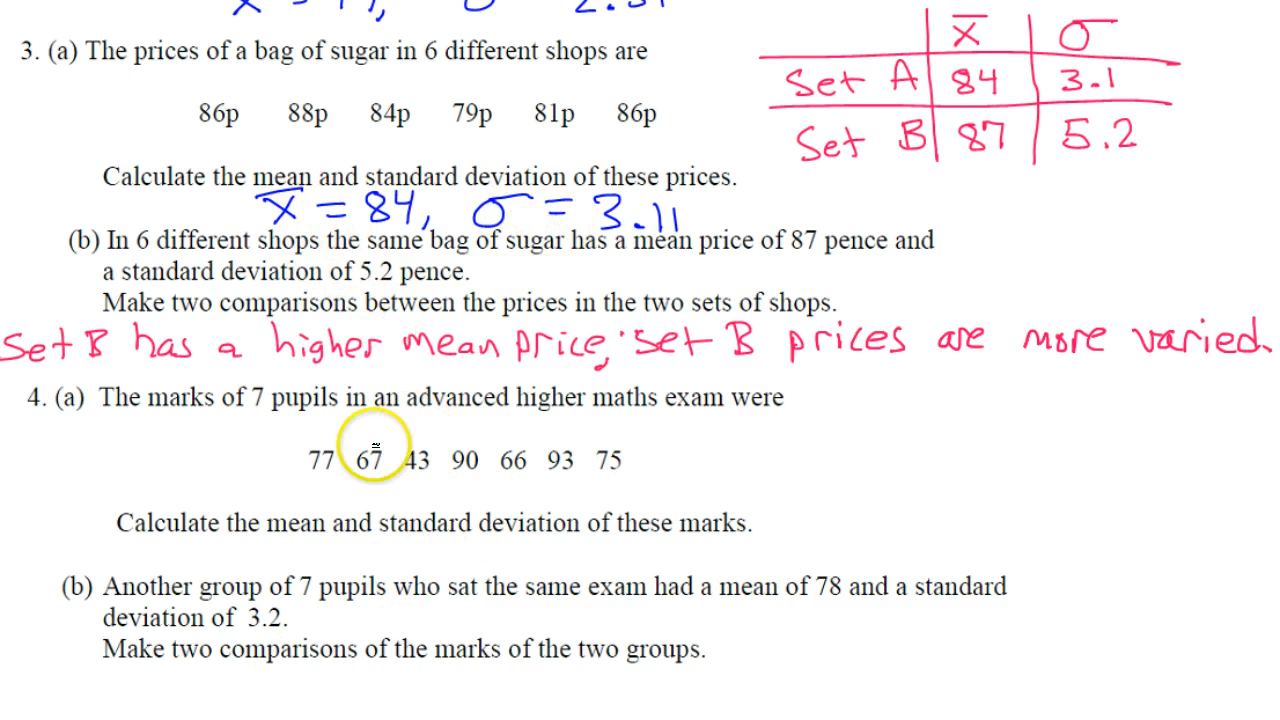 3. (a) The prices of a bag of sugar in 6 different shops are
86p 88p 84p 79p 81p 86p
Calculate the mean and standard deviation of these prices.
x̄ = 84, σ = 3.11
x̄ σ
Set A 84 3.1
Set B 87 5.2
(b) In 6 different shops the same bag of sugar has a mean price of 87 pence and
a standard deviation of 5.2 pence.
Make two comparisons between the prices in the two sets of shops.
Set B has a higher mean price; Set B prices are more varied.
4. (a) The marks of 7 pupils in an advanced higher maths exam were
77 67 43 90 66 93 75
Calculate the mean and standard deviation of these marks.
(b) Another group of 7 pupils who sat the same exam had a mean of 78 and a standard
deviation of 3.2.
Make two comparisons of the marks of the two groups.